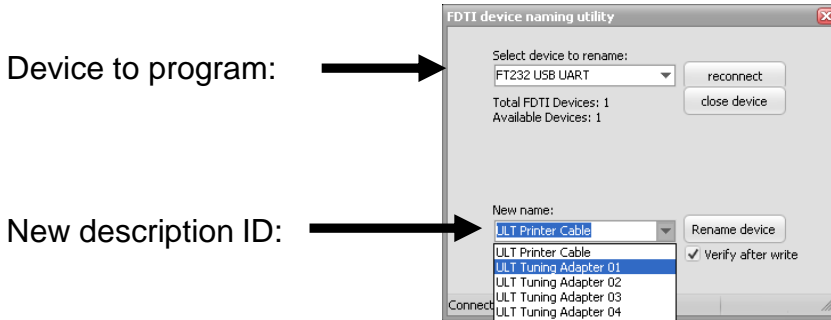 FDTI device naming utility
Device to program:
Select device to rename:
FT232 USB UART
reconnect
Total FDTI Devices: 1
close device
Available Devices: 1
New description ID:
New name:
ULT Printer Cable
Rename device
ULT Printer Cable
Verify after write
ULT Tuning Adapter 01
ULT Tuning Adapter 02
ULT Tuning Adapter 03
Connect
ULT Tuning Adapter 04